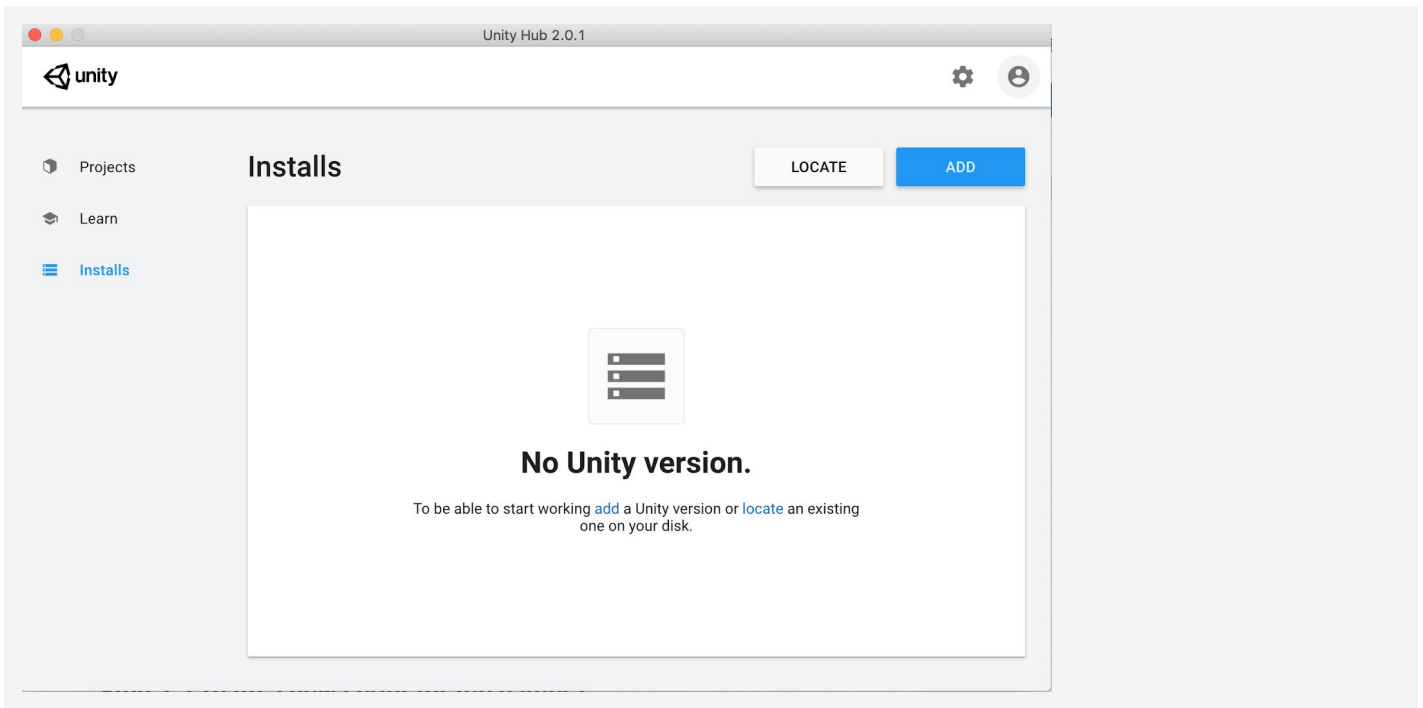 Unity Hub 2.0.1
unity
Projects
Installs
LOCATE
ADD
Learn
Installs
No Unity version.
To be able to start working add a Unity version or locate an existing
one on your disk.